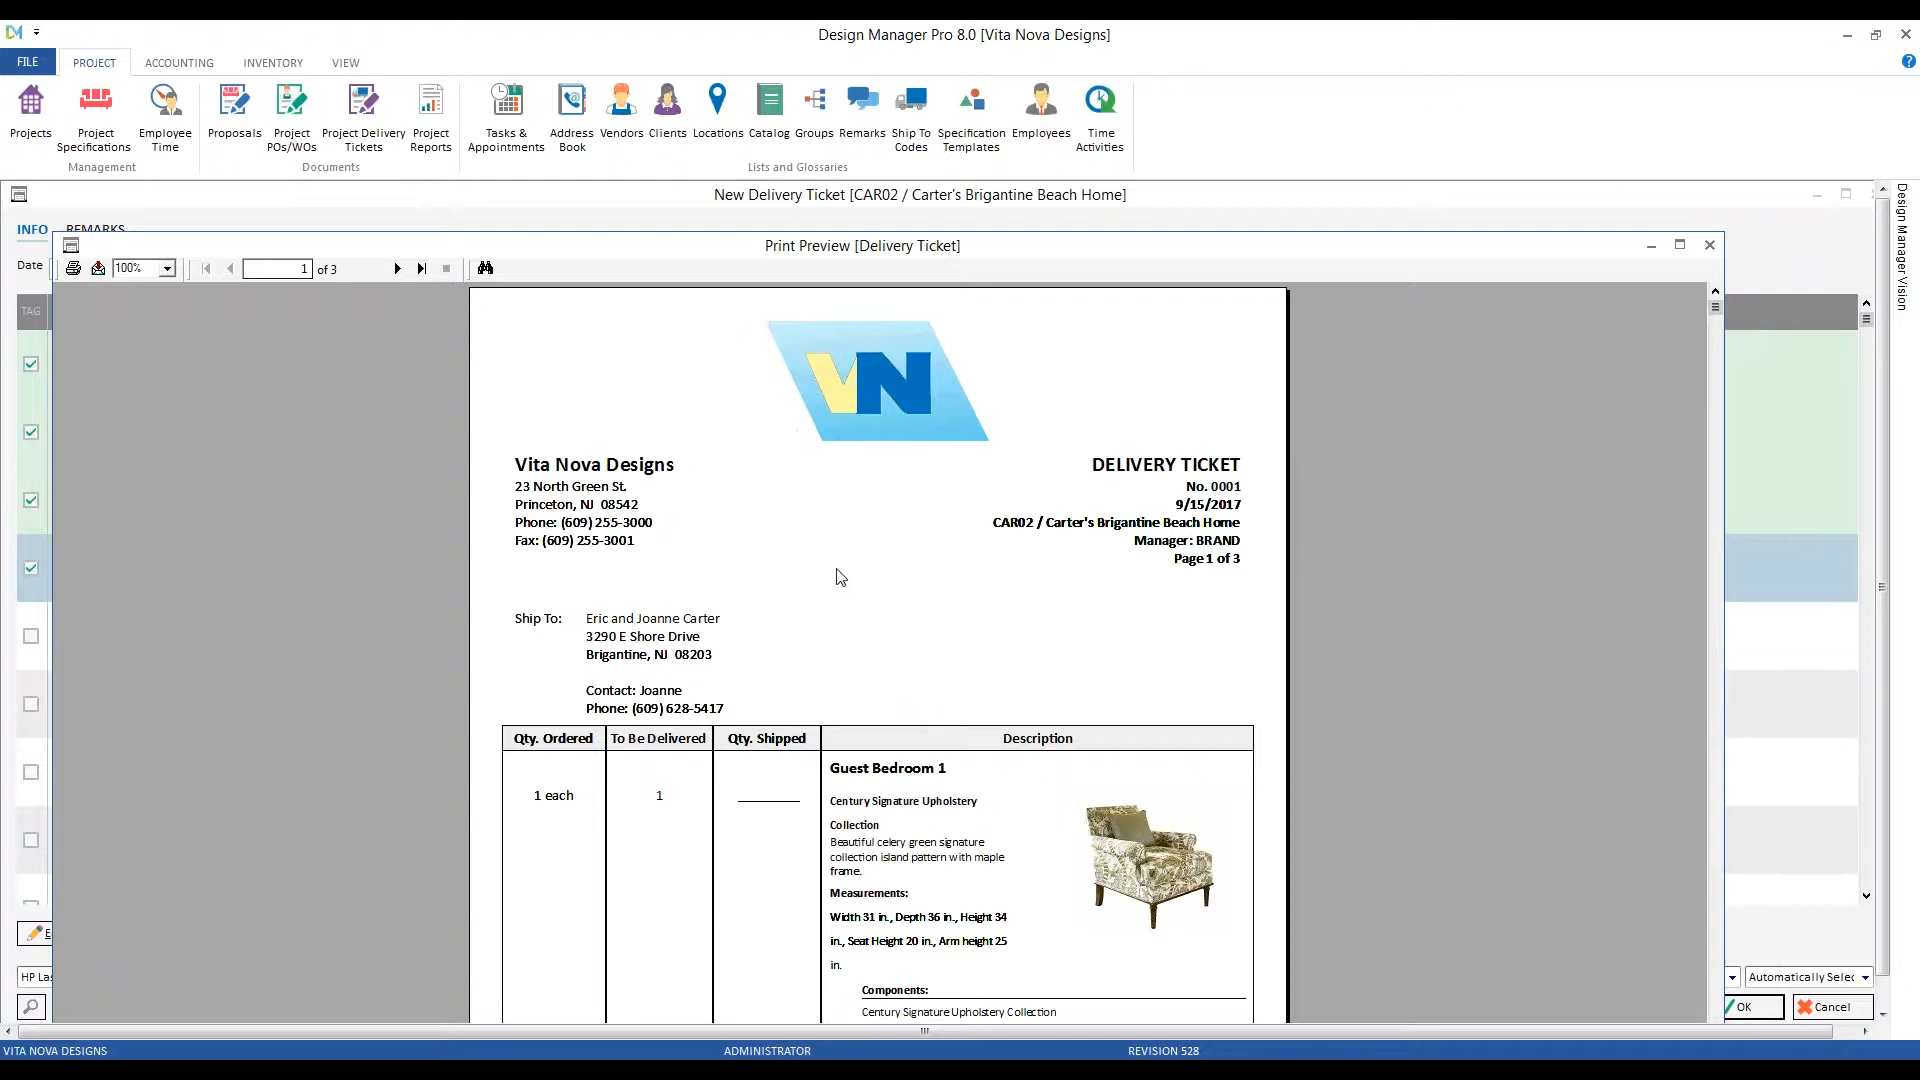 Design Manager Pro 8.0 [Vita Nova Designs]
FILE PROJECT ACCOUNTING INVENTORY VIEW
Projects
Project Specifications
Employee Time
Management
Proposals
Project POs/WOs
Project Delivery Tickets
Project Reports
Documents
Tasks & Appointments
Address Book
Vendors
Clients
Locations
Catalog
Groups
Remarks
Ship To Codes
Specification Templates
Employees
Time Activities
Lists and Glossaries
New Delivery Ticket [CAR02 / Carter's Brigantine Beach Home]
Design Manager Vision
INFO REMARKS
Date
TAG
Print Preview [Delivery Ticket]
100% 1 of 3
VN
Vita Nova Designs
23 North Green St.
Princeton, NJ 08542
Phone: (609) 255-3000
Fax: (609) 255-3001
DELIVERY TICKET
No. 0001
9/15/2017
CAR02 / Carter's Brigantine Beach Home
Manager: BRAND
Page 1 of 3
Ship To: Eric and Joanne Carter
3290 E Shore Drive
Brigantine, NJ 08203
Contact: Joanne
Phone: (609) 628-5417
Qty. Ordered To Be Delivered Qty. Shipped Description
Guest Bedroom 1
1 each 1
Century Signature Upholstery
Collection
Beautiful celery green signature
collection island pattern with maple
frame.
Measurements:
Width 31 in., Depth 36 in., Height 34
in., Seat Height 20 in., Arm height 25
in.
Components:
Century Signature Upholstery Collection
HP Las
Automatically Selec
OK Cancel
VITA NOVA DESIGNS ADMINISTRATOR REVISION 528